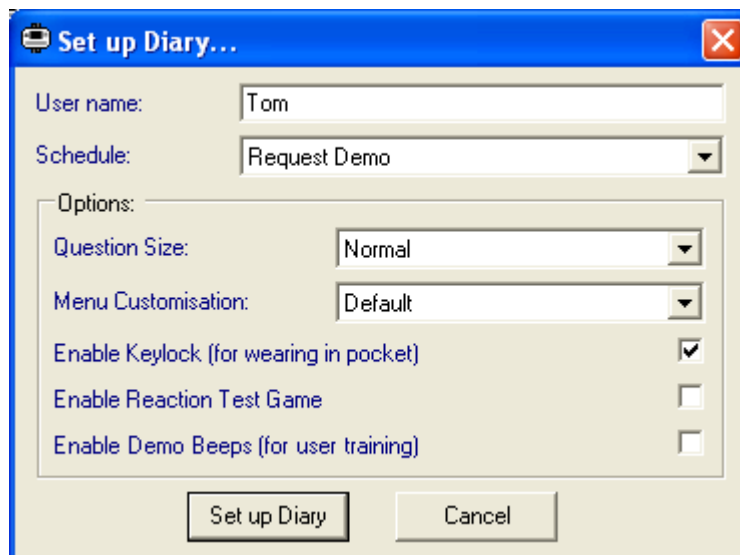 Set up Diary...
User name: Tom
Schedule: Request Demo
Options:
Question Size: Normal
Menu Customisation: Default
Enable Keylock (for wearing in pocket)
Enable Reaction Test Game
Enable Demo Beeps (for user training)
Set up Diary Cancel